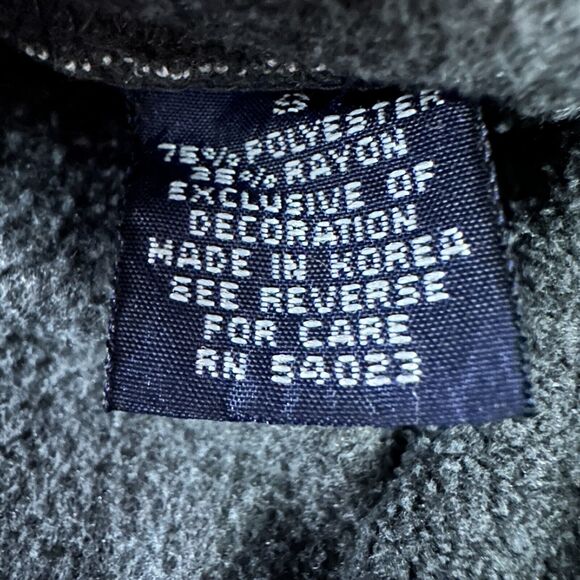 S
75% POLYESTER
25% RAYON
EXCLUSIVE OF
DECORATION
MADE IN KOREA
SEE REVERSE
FOR CARE
RN 54023